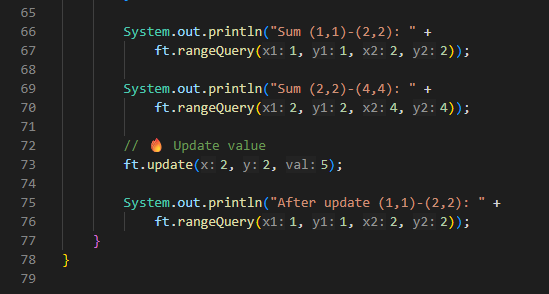 65
66 System.out.println("Sum (1,1)-(2,2): " +
67 ft.rangeQuery(x1: 1, y1: 1, x2: 2, y2: 2));
68
69 System.out.println("Sum (2,2)-(4,4): " +
70 ft.rangeQuery(x1: 2, y1: 2, x2: 4, y2: 4));
71
72 // 🔥 Update value
73 ft.update(x: 2, y: 2, val: 5);
74
75 System.out.println("After update (1,1)-(2,2): " +
76 ft.rangeQuery(x1: 1, y1: 1, x2: 2, y2: 2));
77 }
78 }
79